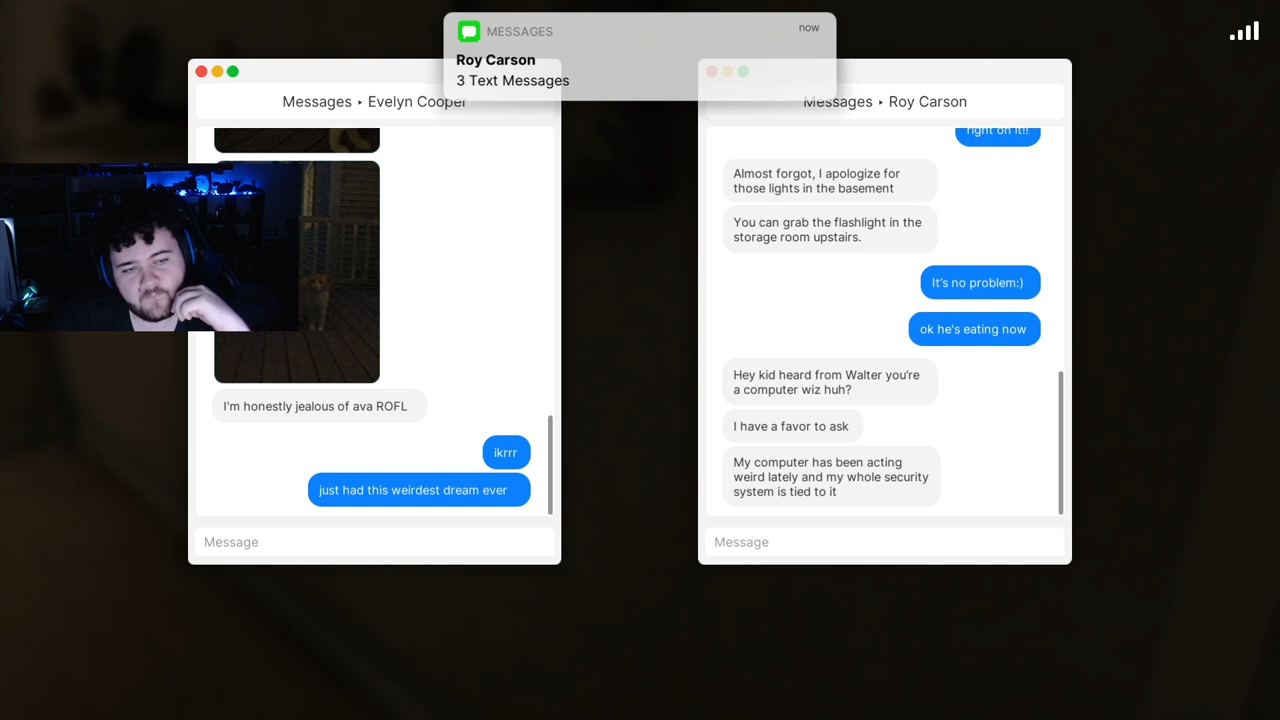 MESSAGES
now
Roy Carson
3 Text Messages
Messages ▸ Evelyn Cooper
I'm honestly jealous of ava ROFL
ikrrr
just had this weirdest dream ever
Message
Messages ▸ Roy Carson
right on it!!
Almost forgot, I apologize for
those lights in the basement
You can grab the flashlight in the
storage room upstairs.
It's no problem:)
ok he's eating now
Hey kid heard from Walter you're
a computer wiz huh?
I have a favor to ask
My computer has been acting
weird lately and my whole security
system is tied to it
Message